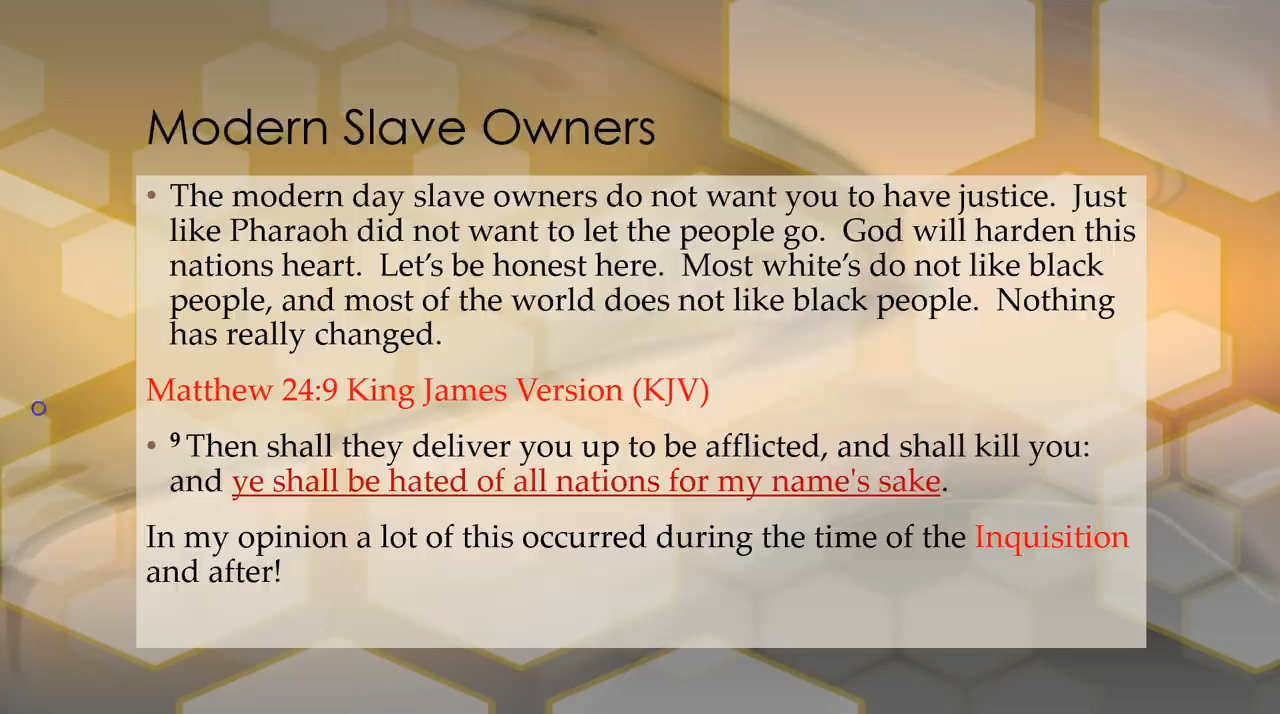 Modern Slave Owners
• The modern day slave owners do not want you to have justice.  Just
like Pharaoh did not want to let the people go.  God will harden this
nations heart.  Let’s be honest here.  Most white’s do not like black
people, and most of the world does not like black people.  Nothing
has really changed.
Matthew 24:9 King James Version (KJV)
• ⁹ Then shall they deliver you up to be afflicted, and shall kill you:
and ye shall be hated of all nations for my name's sake.
In my opinion a lot of this occurred during the time of the Inquisition
and after!